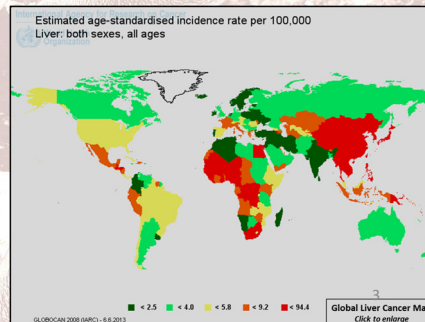 International Agency for Research on Cancer
Estimated age-standardised incidence rate per 100,000
Liver: both sexes, all ages
Organization
< 2.5 < 4.0 < 5.8 < 9.2 < 94.4
3
GLOBOCAN 2008 (IARC) - 6.6.2013
Global Liver Cancer Ma
Click to enlarge